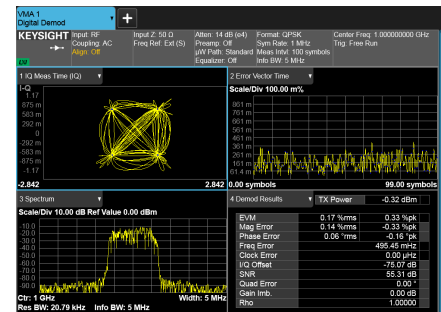 VMA 1
Digital Demod
KEYSIGHT
Input: RF
Coupling: AC
Align: Off
Input Z: 50 Ω
Freq Ref: Ext (S)
Atten: 14 dB (e4)
Preamp: Off
µW Path: Standard
Equalizer: Off
Format: QPSK
Sym Rate: 1 MHz
Meas Intvl: 100 symbols
Info BW: 5 MHz
Center Freq: 1.000000000 GHz
Trig: Free Run
1 IQ Meas Time (IQ)
I-Q
1.17
875 m
583 m
292 m
0
-292 m
-583 m
-875 m
-1.17
-2.842
2.842
2 Error Vector Time
Scale/Div 100.00 m%
861 m
761 m
661 m
561 m
461 m
361 m
261 m
161 m
61.4 m
0.00 symbols
99.00 symbols
3 Spectrum
Scale/Div 10.00 dB Ref Value 0.00 dBm
-10.0
-20.0
-30.0
-40.0
-50.0
-60.0
-70.0
-80.0
-90.0
Ctr: 1 GHz
Width: 5 MHz
Res BW: 20.79 kHz Info BW: 5 MHz
4 Demod Results
TX Power -0.32 dBm
EVM 0.17 %rms 0.33 %pk
Mag Error 0.14 %rms -0.33 %pk
Phase Error 0.06 °rms -0.16 °pk
Freq Error 495.45 mHz
Clock Error 0.00 µHz
I/Q Offset -75.07 dB
SNR 55.31 dB
Quad Error 0.00 °
Gain Imb. 0.00 dB
Rho 1.00000